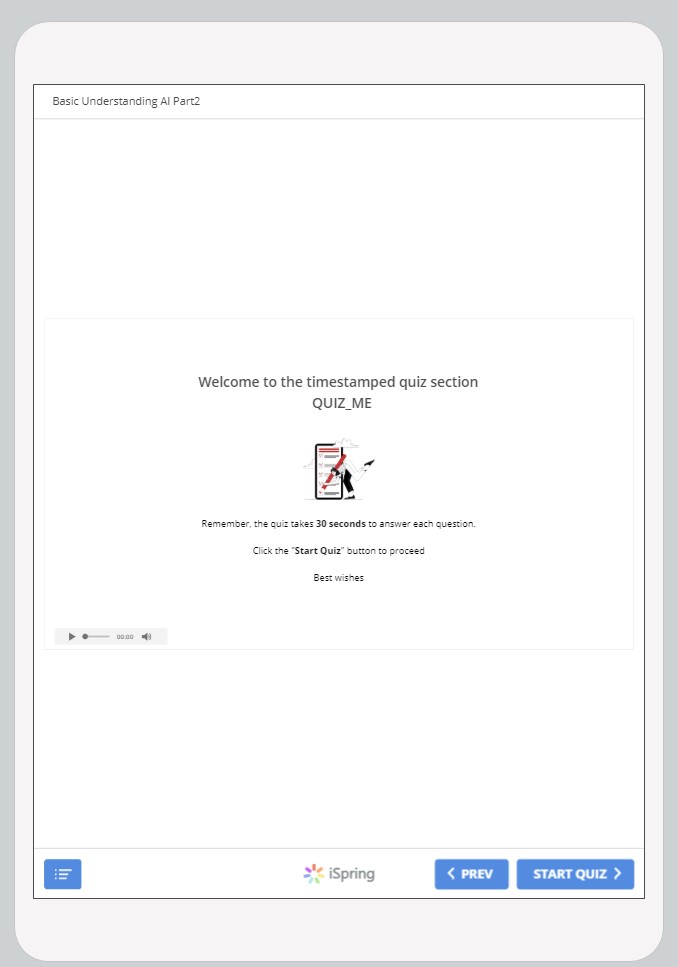 Basic Understanding AI Part2
Welcome to the timestamped quiz section
QUIZ_ME
Remember, the quiz takes 30 seconds to answer each question.
Click the "Start Quiz" button to proceed
Best wishes
00:00
iSpring
PREV
START QUIZ